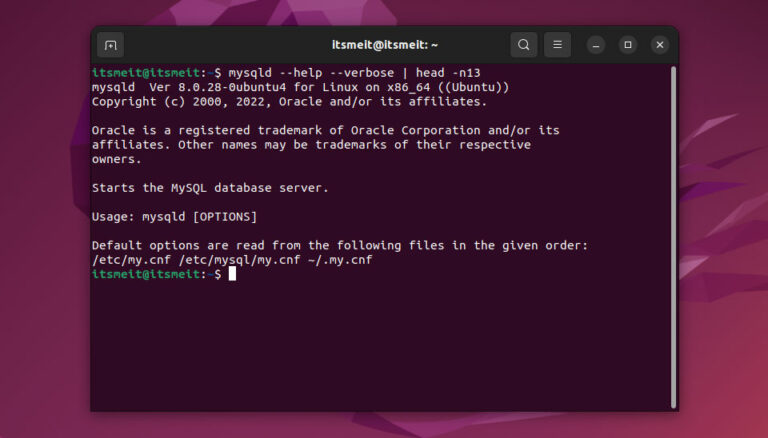 itsmeit@itsmeit: ~
itsmeit@itsmeit:~$ mysqld --help --verbose | head -n13
mysqld  Ver 8.0.28-0ubuntu4 for Linux on x86_64 ((Ubuntu))
Copyright (c) 2000, 2022, Oracle and/or its affiliates.
Oracle is a registered trademark of Oracle Corporation and/or its
affiliates. Other names may be trademarks of their respective
owners.
Starts the MySQL database server.
Usage: mysqld [OPTIONS]
Default options are read from the following files in the given order:
/etc/my.cnf /etc/mysql/my.cnf ~/.my.cnf
itsmeit@itsmeit:~$